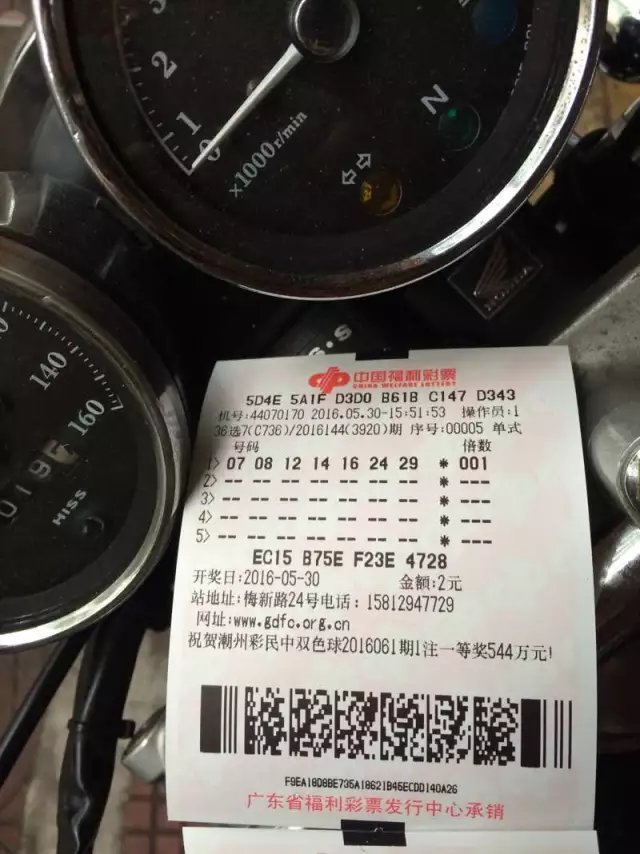 3
2
1
0
x1000r/min
N
HONDA
140
160
HISS
S.S
中国福利彩票
CHINA WELFARE LOTTERY
5D4E 5A1F D3D0 B61B C147 D343
机号:44070170 2016.05.30-15:51:53 操作员:1
36选7(C736)/2016144(3920)期 序号:00005 单式
号码 倍数
1> 07 08 12 14 16 24 29 * 001
2> -- -- -- -- -- -- -- * ---
3> -- -- -- -- -- -- -- * ---
4> -- -- -- -- -- -- -- * ---
5> -- -- -- -- -- -- -- * ---
EC15 B75E F23E 4728
开奖日:2016-05-30 金额:2元
站地址:梅新路24号电话:15812947729
网址:www.gdfc.org.cn
祝贺潮州彩民中双色球2016061期1注一等奖544万元!
F9EA18D8BE735A18621B45ECDD140A26
广东省福利彩票发行中心承销